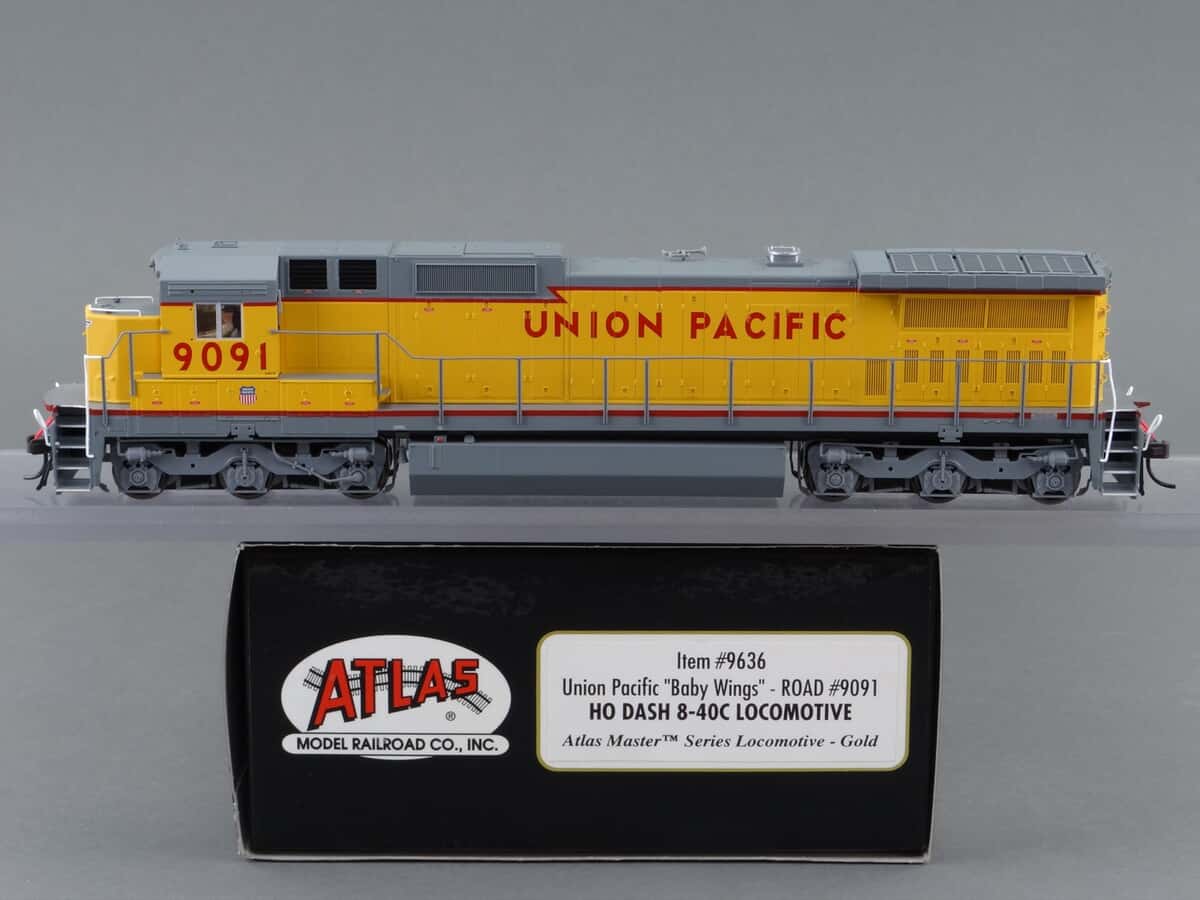 UNION PACIFIC
9091
ATLAS
®
MODEL RAILROAD CO., INC.
Item #9636
Union Pacific "Baby Wings" - ROAD #9091
HO DASH 8-40C LOCOMOTIVE
Atlas Master™ Series Locomotive - Gold